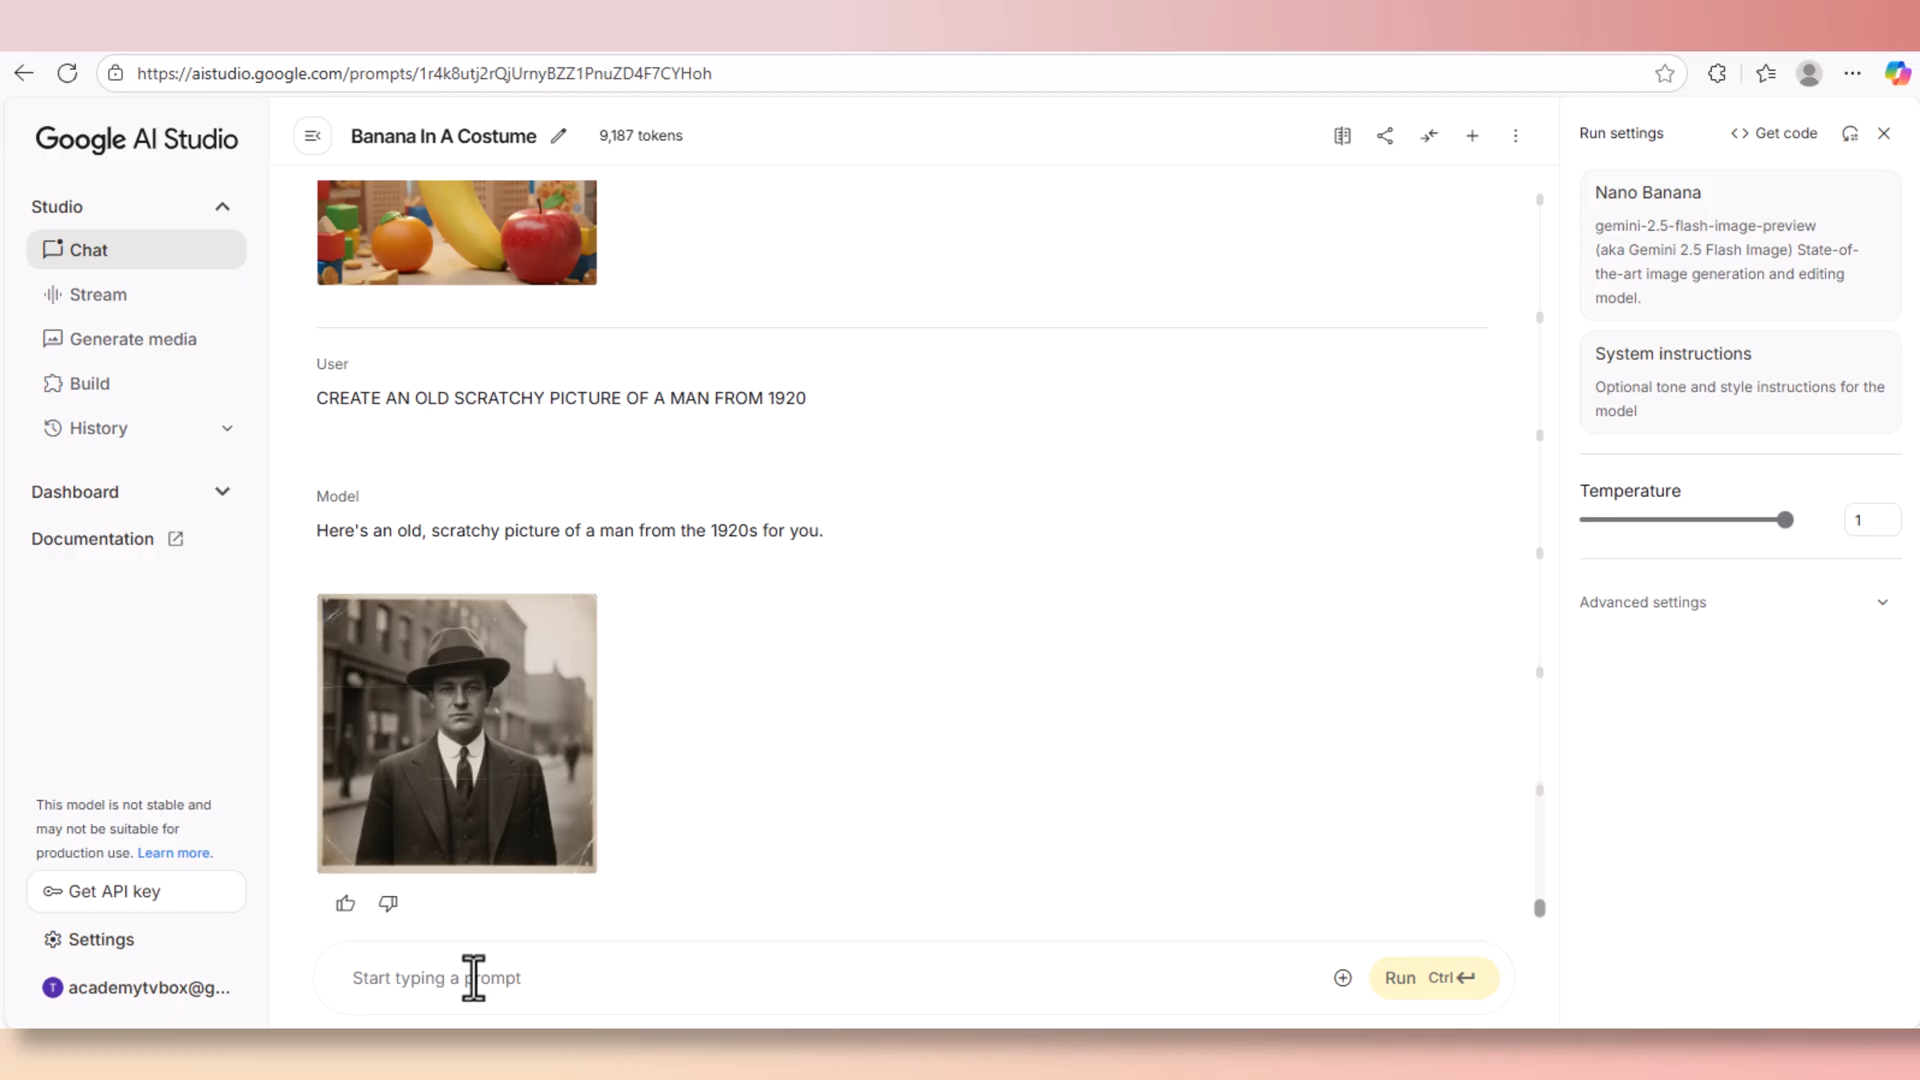 https://aistudio.google.com/prompts/1r4k8utj2rQjUrnyBZZ1PnuZD4F7CYHoh
Google AI Studio
Studio
Chat
Stream
Generate media
Build
History
Dashboard
Documentation
This model is not stable and
may not be suitable for
production use. Learn more.
Get API key
Settings
T academytvbox@g...
Banana In A Costume
9,187 tokens
User
CREATE AN OLD SCRATCHY PICTURE OF A MAN FROM 1920
Model
Here's an old, scratchy picture of a man from the 1920s for you.
Start typing a prompt
Run Ctrl
Run settings
<> Get code
Nano Banana
gemini-2.5-flash-image-preview
(aka Gemini 2.5 Flash Image) State-of-
the-art image generation and editing
model.
System instructions
Optional tone and style instructions for the
model
Temperature
1
Advanced settings